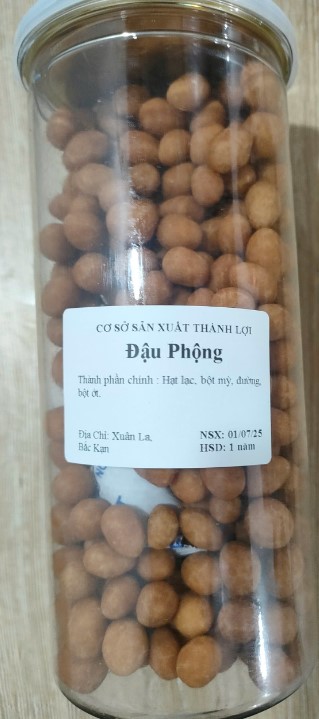 CƠ SỞ SẢN XUẤT THÀNH LỢI
Đậu Phộng
Thành phần chính : Hạt lạc, bột mỳ, đường,
bột ớt.
Địa Chỉ: Xuân La,
Bắc Kạn
NSX: 01/07/25
HSD: 1 năm